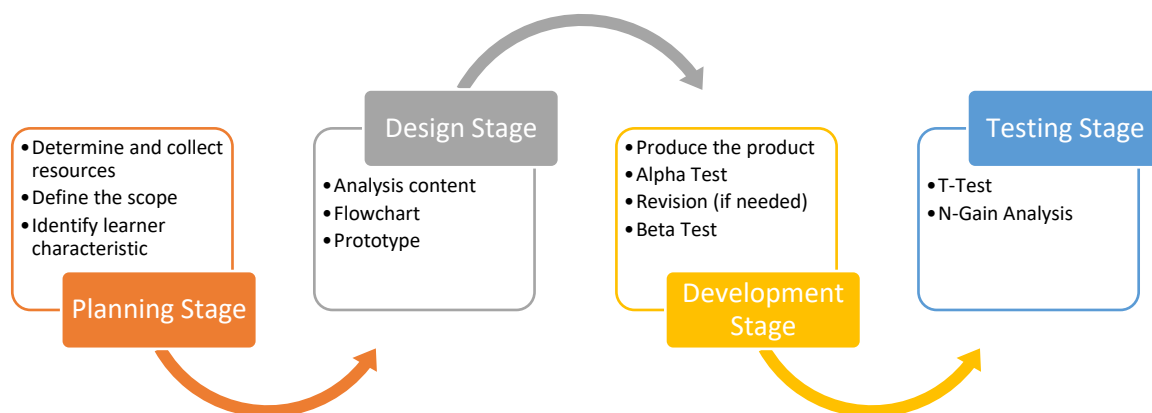 • Determine and collect
resources
• Define the scope
• Identify learner
characteristic
Planning Stage
Design Stage
• Analysis content
• Flowchart
• Prototype
• Produce the product
• Alpha Test
• Revision (if needed)
• Beta Test
Development
Stage
Testing Stage
• T-Test
• N-Gain Analysis